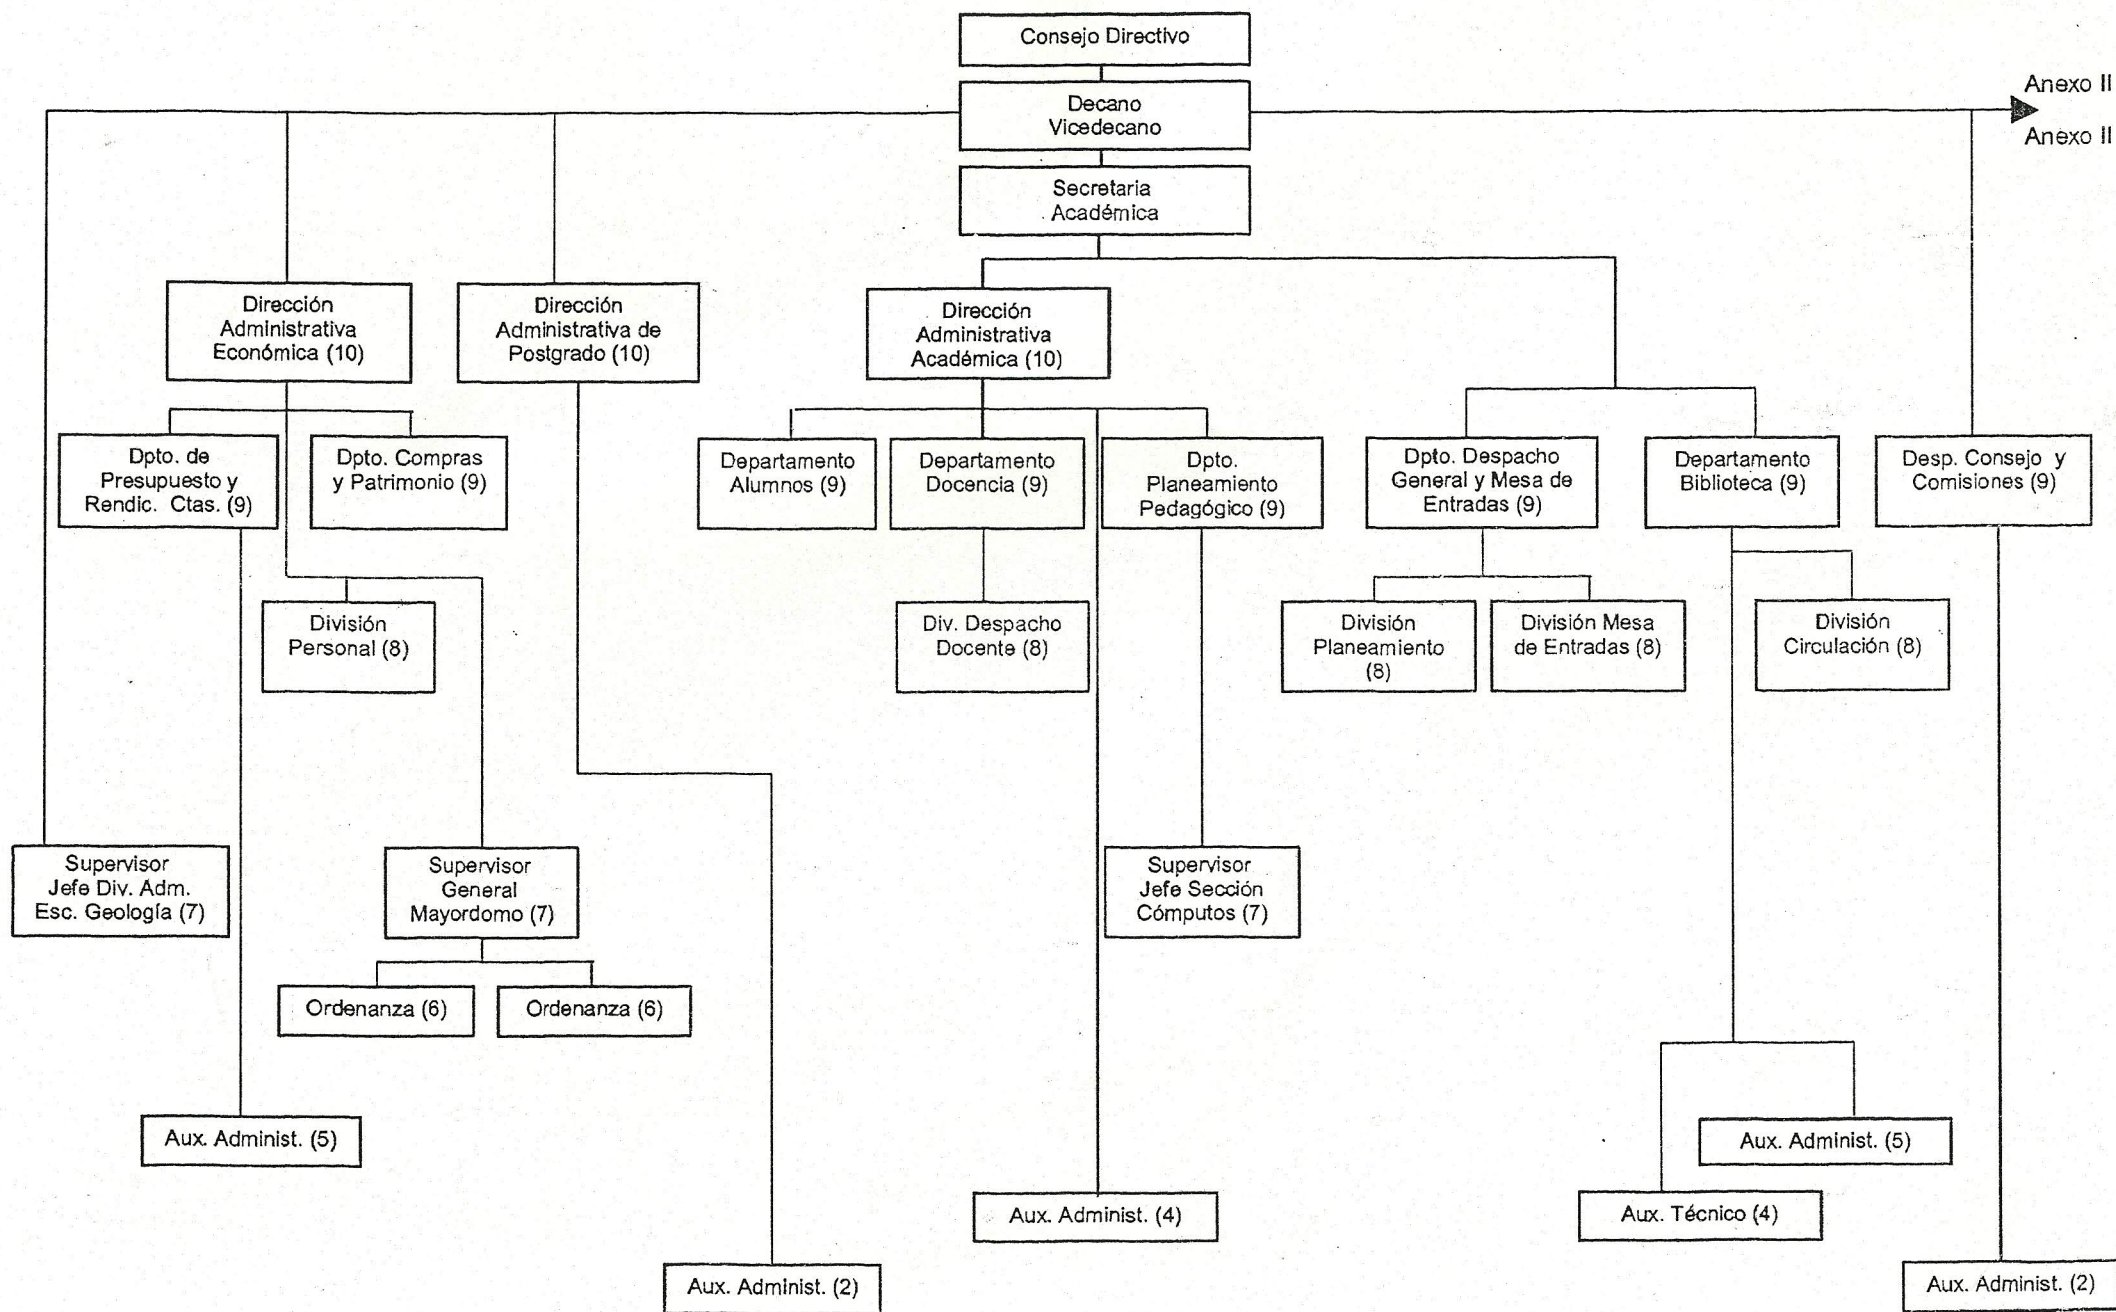 Consejo Directivo
Anexo II
Decano
Vicedecano
Anexo II
Secretaria
Académica
Dirección
Administrativa
Económica (10)
Dirección
Administrativa de
Postgrado (10)
Dirección
Administrativa
Académica (10)
Dpto. de
Presupuesto y
Rendic. Ctas. (9)
Dpto. Compras
y Patrimonio (9)
Departamento
Alumnos (9)
Departamento
Docencia (9)
Dpto.
Planeamiento
Pedagógico (9)
Dpto. Despacho
General y Mesa de
Entradas (9)
Departamento
Biblioteca (9)
Desp. Consejo y
Comisiones (9)
División
Personal (8)
Div. Despacho
Docente (8)
División
Planeamiento
(8)
División Mesa
de Entradas (8)
División
Circulación (8)
Supervisor
Jefe Div. Adm.
Esc. Geología (7)
Supervisor
General
Mayordomo (7)
Supervisor
Jefe Sección
Cómputos (7)
Ordenanza (6)
Ordenanza (6)
Aux. Administ. (5)
Aux. Administ. (5)
Aux. Administ. (4)
Aux. Técnico (4)
Aux. Administ. (2)
Aux. Administ. (2)